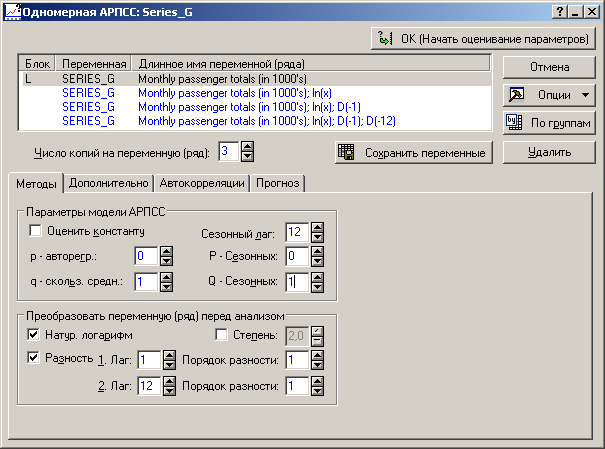 Одномерная АРПСС: Series_G
OK (Начать оценивание параметров)
Блок Переменная Длинное имя переменной (ряда)
L SERIES_G Monthly passenger totals (in 1000's)
SERIES_G Monthly passenger totals (in 1000's); ln(x)
SERIES_G Monthly passenger totals (in 1000's); ln(x); D(-1)
SERIES_G Monthly passenger totals (in 1000's); ln(x); D(-1); D(-12)
Отмена
Опции
По группам
Число копий на переменную (ряд): 3
Сохранить переменные
Удалить
Методы Дополнительно Автокорреляции Прогноз
Параметры модели АРПСС
Оценить константу Сезонный лаг: 12
p - авторегр.: 0 P - Сезонных: 0
q - скольз. средн.: 1 Q - Сезонных: 1
Преобразовать переменную (ряд) перед анализом
Натур. логарифм Степень: 2,0
Разность 1. Лаг: 1 Порядок разности: 1
2. Лаг: 12 Порядок разности: 1